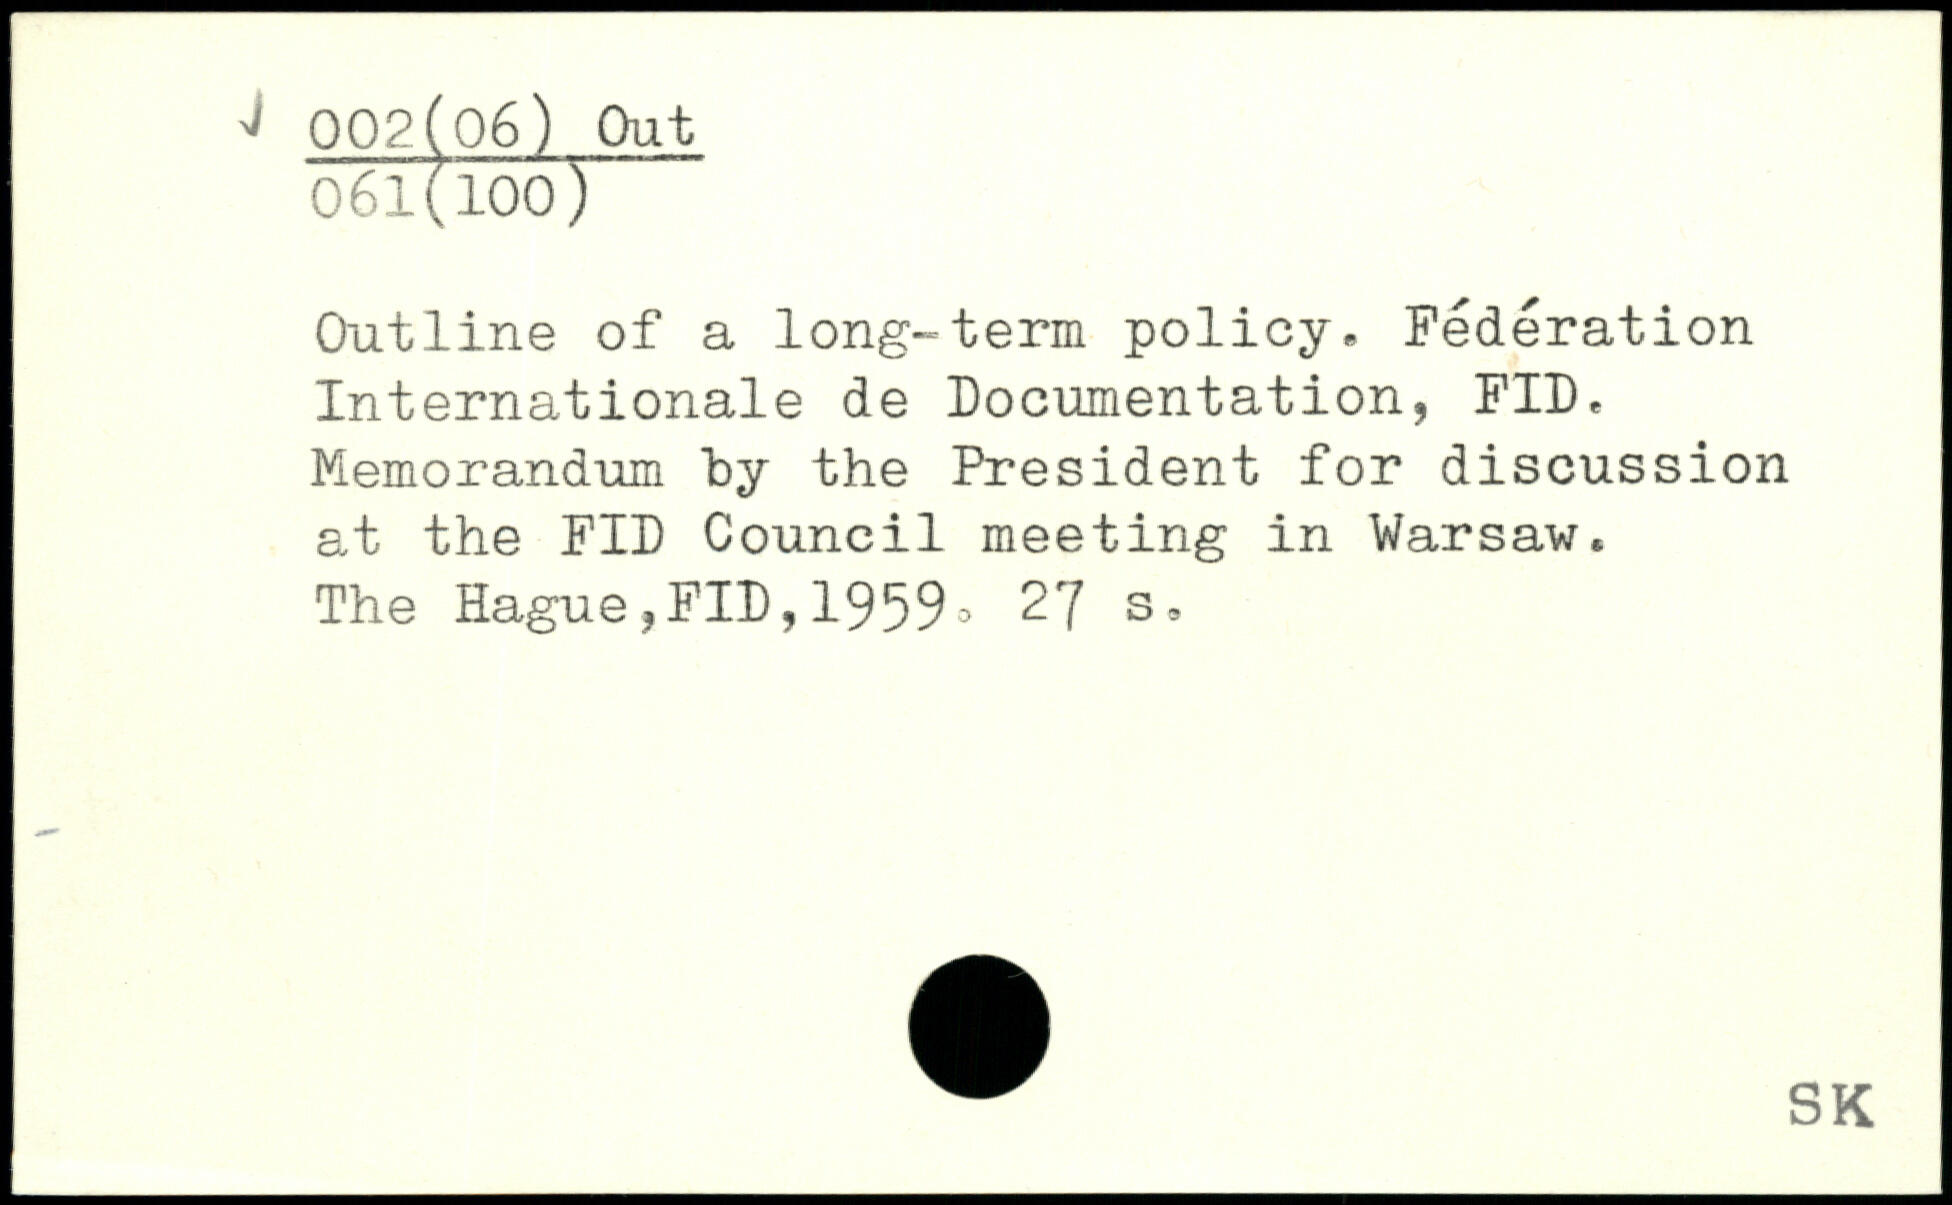 002(06) Out
061(100)
Outline of a long-term policy. Fédération
Internationale de Documentation, FID.
Memorandum by the President for discussion
at the FID Council meeting in Warsaw.
The Hague,FID,1959. 27 s.
SK